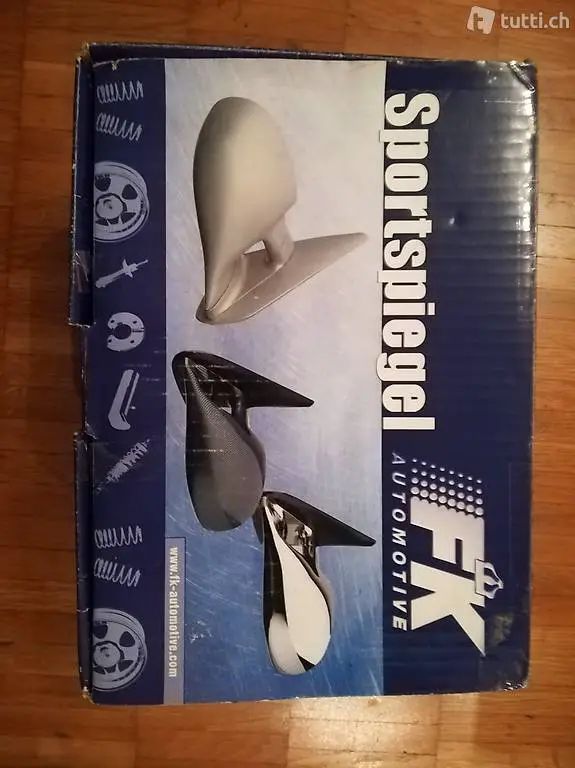 tutti.ch
Sportspiegel
FK
AUTOMOTIVE
www.fk-automotive.com